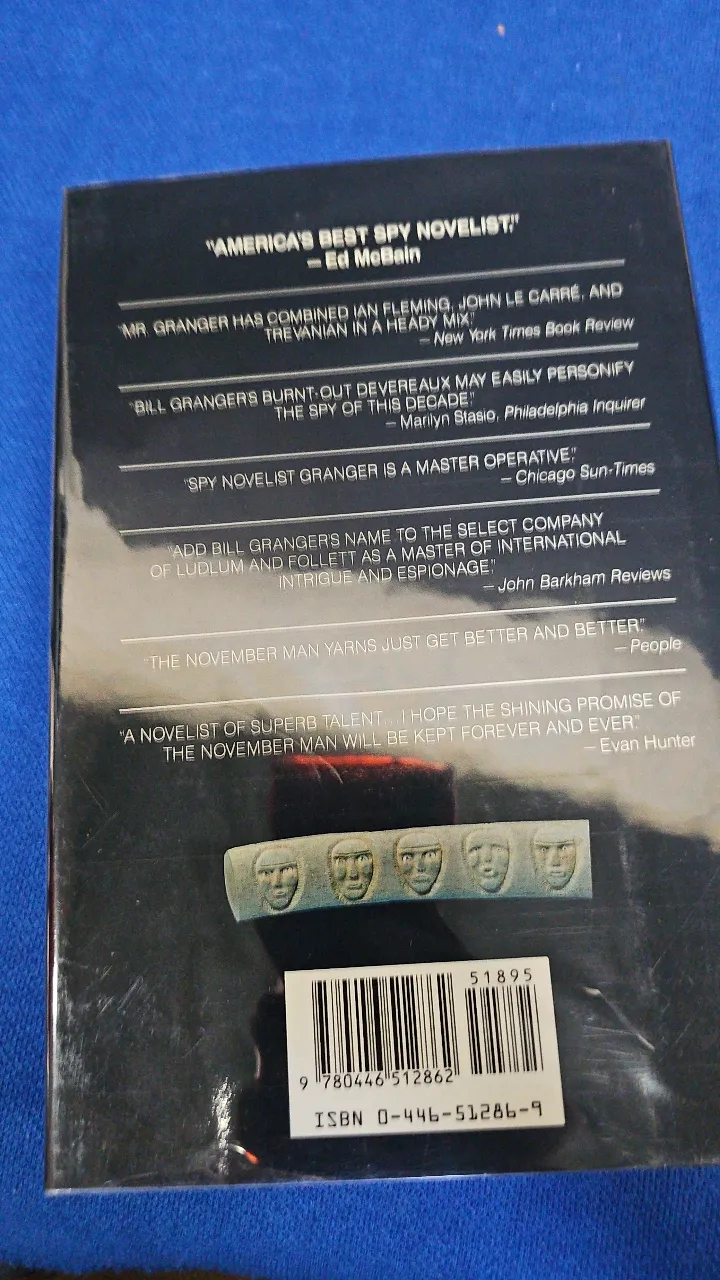 "AMERICA'S BEST SPY NOVELIST."
— Ed McBain
"MR. GRANGER HAS COMBINED IAN FLEMING, JOHN LE CARRÉ, AND
TREVANIAN IN A HEADY MIX."
— New York Times Book Review
"BILL GRANGER'S BURNT-OUT DEVEREAUX MAY EASILY PERSONIFY
THE SPY OF THIS DECADE."
— Marilyn Stasio, Philadelphia Inquirer
"SPY NOVELIST GRANGER IS A MASTER OPERATIVE."
— Chicago Sun-Times
"ADD BILL GRANGER'S NAME TO THE SELECT COMPANY
OF LUDLUM AND FOLLETT AS A MASTER OF INTERNATIONAL
INTRIGUE AND ESPIONAGE."
— John Barkham Reviews
"THE NOVEMBER MAN YARNS JUST GET BETTER AND BETTER."
— People
"A NOVELIST OF SUPERB TALENT... I HOPE THE SHINING PROMISE OF
THE NOVEMBER MAN WILL BE KEPT FOREVER AND EVER."
— Evan Hunter
51895
9 780446 512862
ISBN 0-446-51286-9